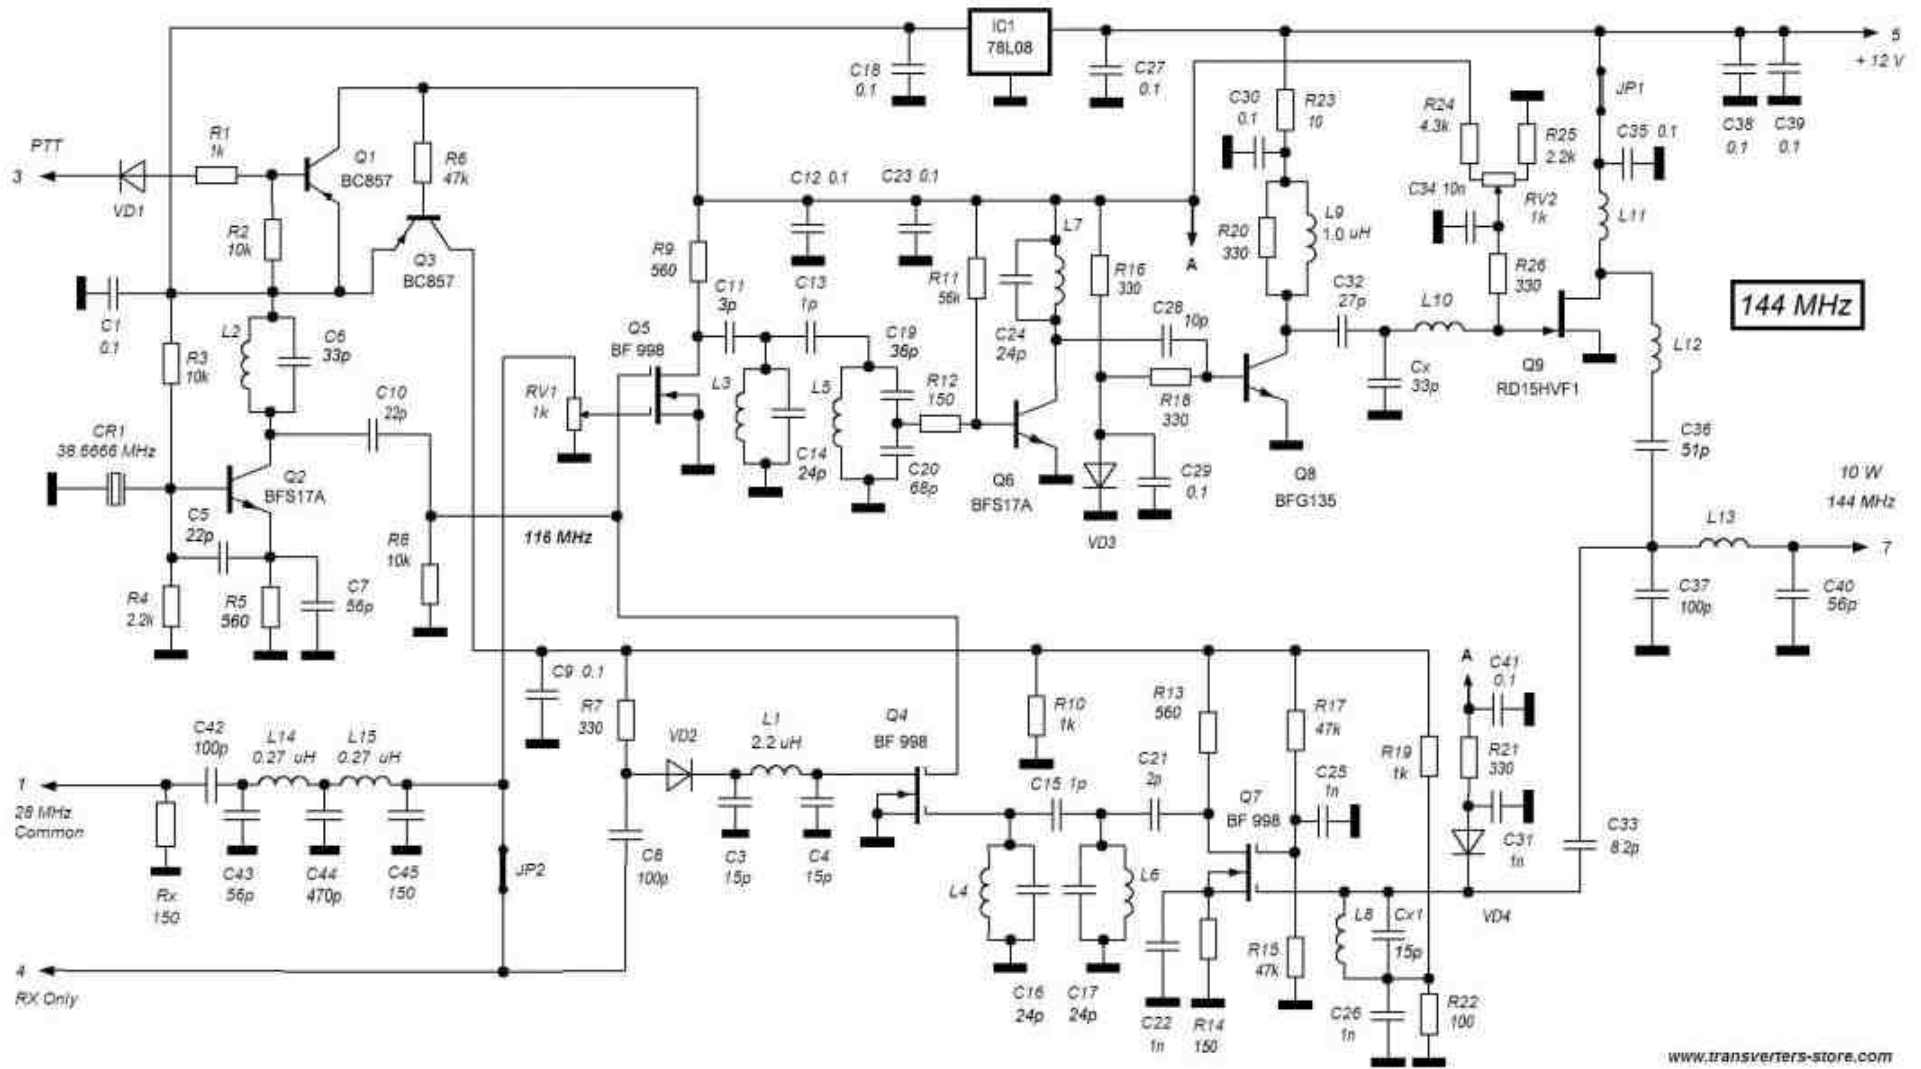 IC1
78L08
5
+ 12 V
C18
0.1
C27
0.1
C30
0.1
R23
10
R24
4.3k
JP1
R25
2.2k
C35 0.1
C38
0.1
C39
0.1
PTT
3
VD1
R1
1k
Q1
BC857
R6
47k
R2
10k
Q3
BC857
C12 0.1
C23 0.1
L7
R9
560
C11
3p
C13
1p
R11
56k
R16
330
A
R20
330
L9
1.0 uH
C34 10n
RV2
1k
L11
R26
330
C1
0.1
R3
10k
L2
C6
33p
Q5
BF 998
C19
36p
C24
24p
C28
10p
C32
27p
L10
144 MHz
L12
C10
22p
RV1
1k
L3
L5
R12
150
R18
330
Cx
33p
Q9
RD15HVF1
CR1
38.6666 MHz
Q2
BFS17A
C14
24p
C20
68p
Q6
BFS17A
C29
0.1
Q8
BFG135
C36
51p
10 W
144 MHz
C5
22p
R8
10k
116 MHz
VD3
L13
7
R4
2.2k
R5
560
C7
56p
C37
100p
C40
56p
C9 0.1
R7
330
VD2
L1
2.2 uH
Q4
BF 998
R10
1k
R13
560
R17
47k
R19
1k
A
C41
0.1
R21
330
C42
100p
L14
0.27 uH
L15
0.27 uH
1
28 MHz
Common
C15 1p
C21
2p
Q7
BF 998
C25
1n
C31
1n
C33
8.2p
Rx
150
C43
56p
C44
470p
C45
150
JP2
C8
100p
C3
15p
C4
15p
L4
L6
L8
Cx1
15p
VD4
R15
47k
4
RX Only
C16
24p
C17
24p
C22
1n
R14
150
C26
1n
R22
100
www.transverters-store.com